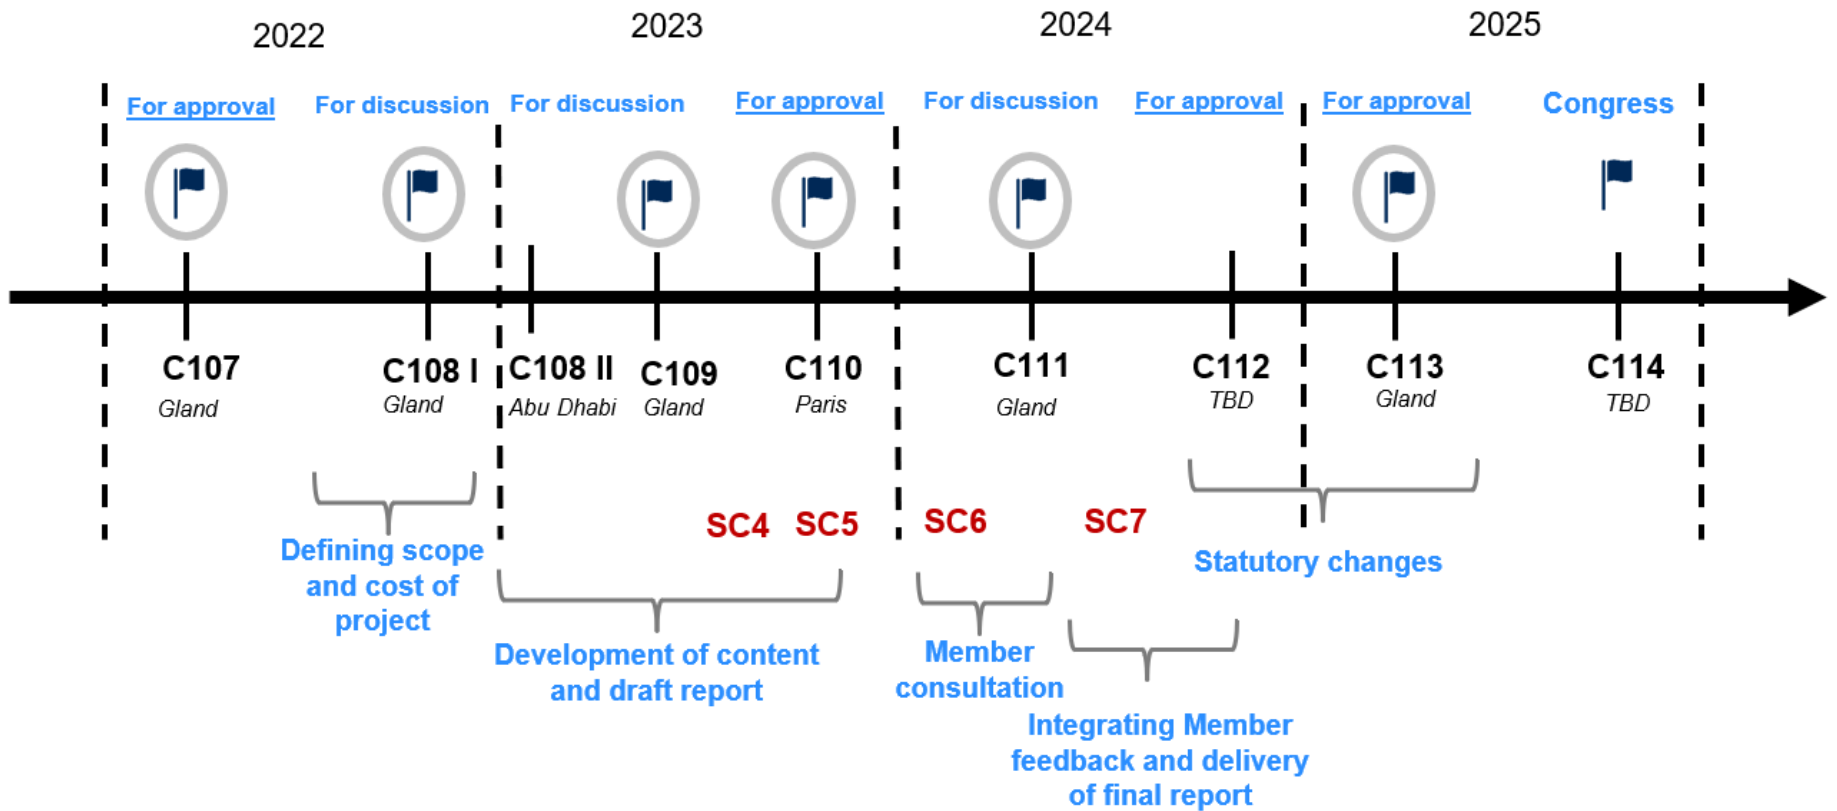 2022
2023
2024
2025
For approval
For discussion
For discussion
For approval
For discussion
For approval
For approval
Congress
C107
Gland
C108 I
Gland
C108 II
Abu Dhabi
C109
Gland
C110
Paris
C111
Gland
C112
TBD
C113
Gland
C114
TBD
SC4
SC5
SC6
SC7
Defining scope
and cost of
project
Development of content
and draft report
Member
consultation
Integrating Member
feedback and delivery
of final report
Statutory changes